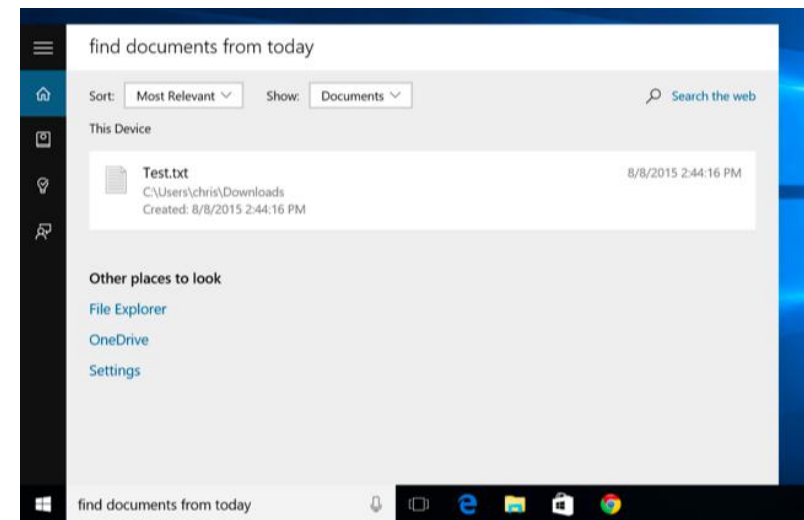 find documents from today
Sort: Most Relevant Show: Documents Search the web
This Device
Test.txt 8/8/2015 2:44:16 PM
C:\Users\chris\Downloads
Created: 8/8/2015 2:44:16 PM
Other places to look
File Explorer
OneDrive
Settings
find documents from today